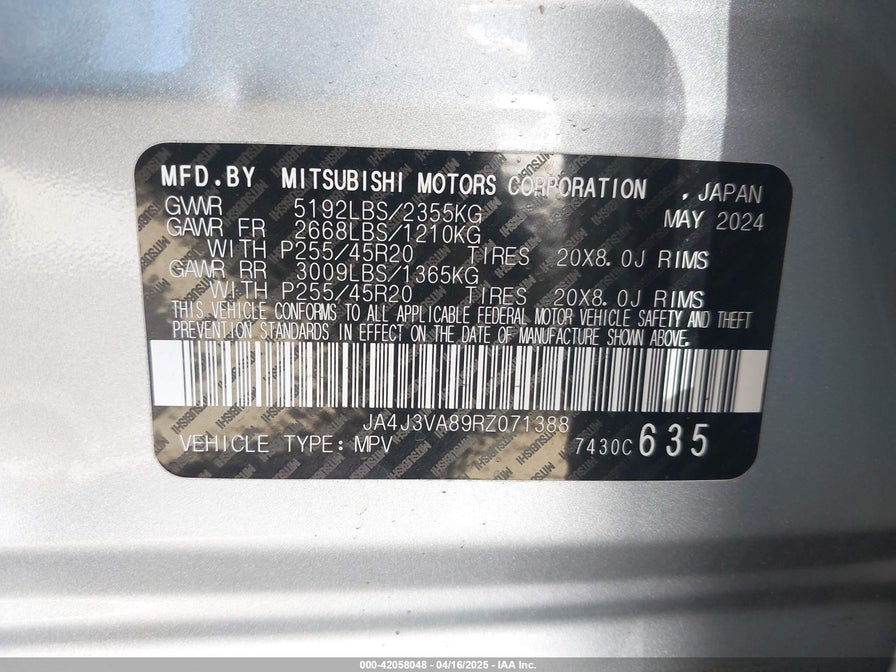 MFD.BY MITSUBISHI MOTORS CORPORATION , JAPAN
GVWR 5192LBS/2355KG MAY 2024
GAWR FR 2668LBS/1210KG
WITH P255/45R20 TIRES 20X8.0J RIMS
GAWR RR 3009LBS/1365KG
WITH P255/45R20 TIRES 20X8.0J RIMS
THIS VEHICLE CONFORMS TO ALL APPLICABLE FEDERAL MOTOR VEHICLE SAFETY AND THEFT
PREVENTION STANDARDS IN EFFECT ON THE DATE OF MANUFACTURE SHOWN ABOVE.
JA4J3VA89RZ071388
VEHICLE TYPE: MPV 7430C 635
000-42058048 - 04/16/2025 - IAA Inc.